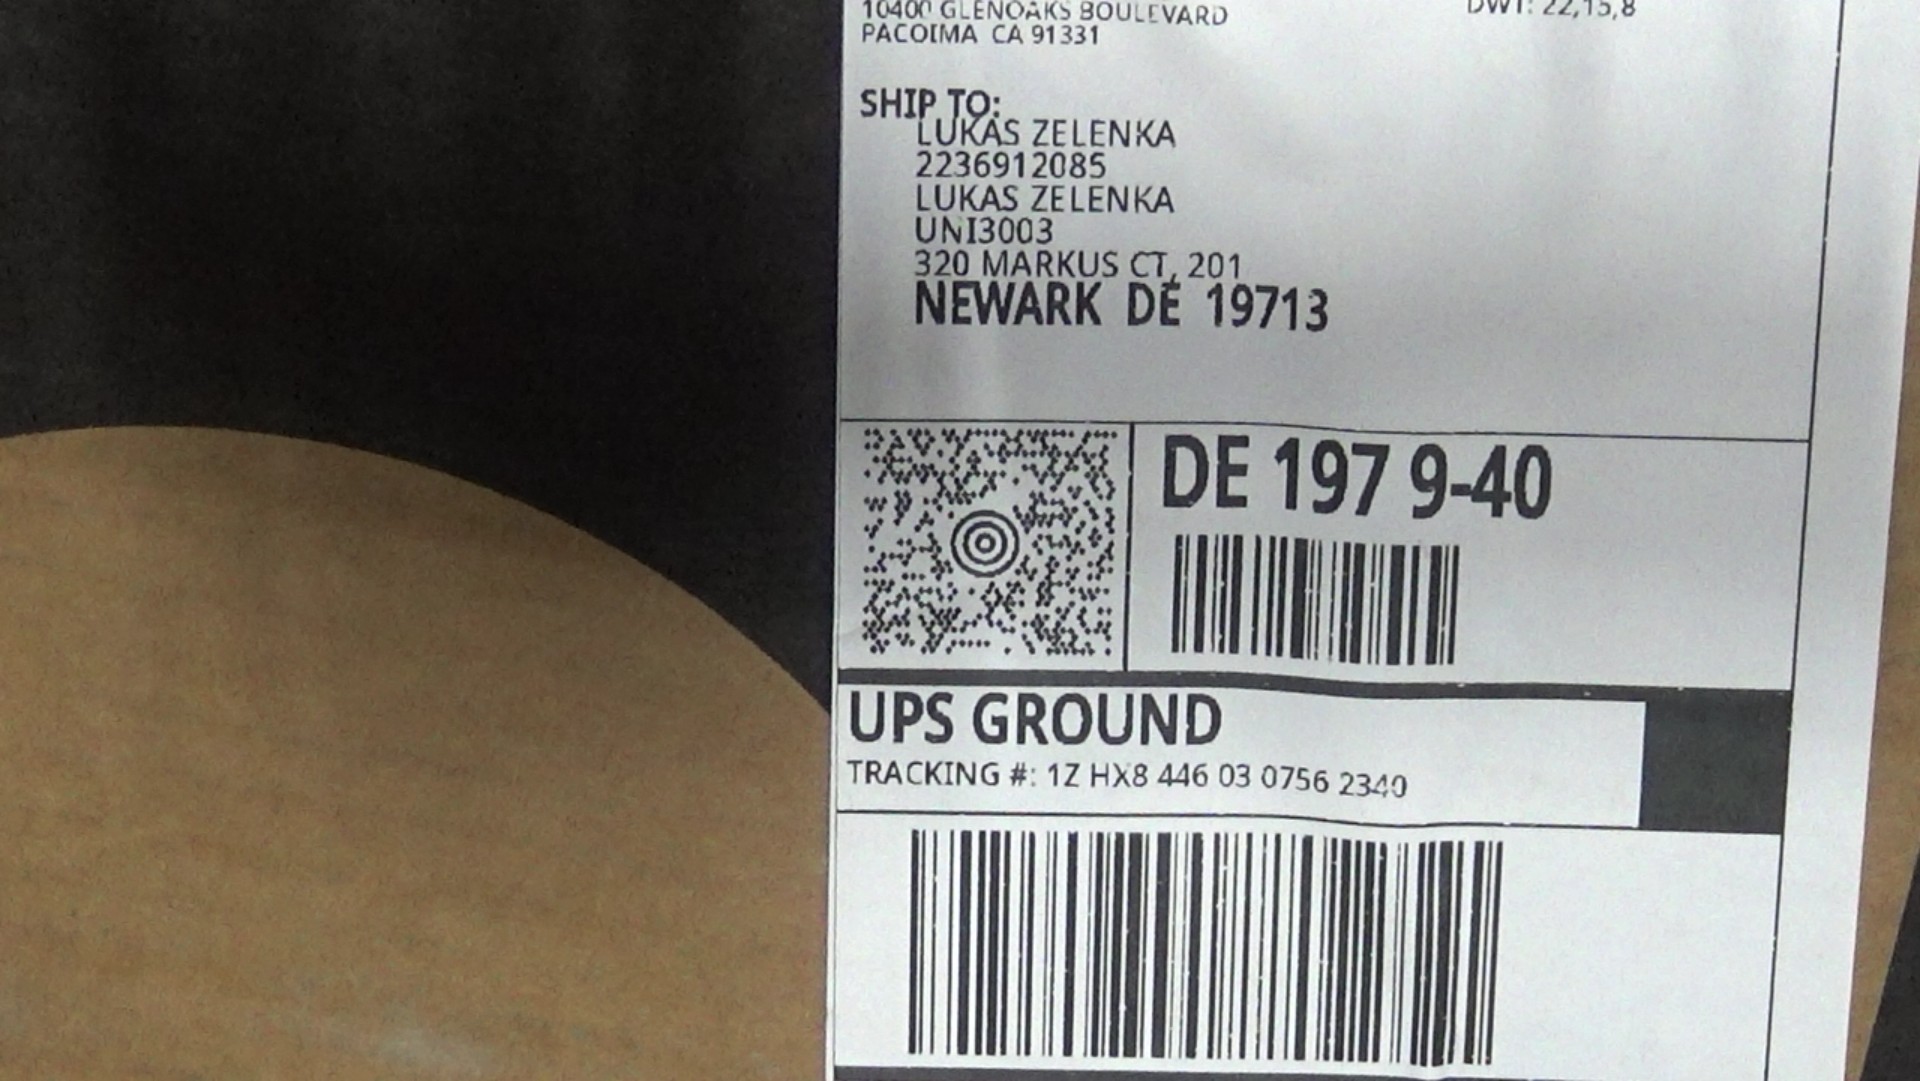 10400 GLENOAKS BOULEVARD
PACOIMA CA 91331
DWT: 22,15,8
SHIP TO:
LUKAS ZELENKA
2236912085
LUKAS ZELENKA
UNI3003
320 MARKUS CT, 201
NEWARK DE 19713
DE 197 9-40
UPS GROUND
TRACKING #: 1Z HX8 446 03 0756 2340